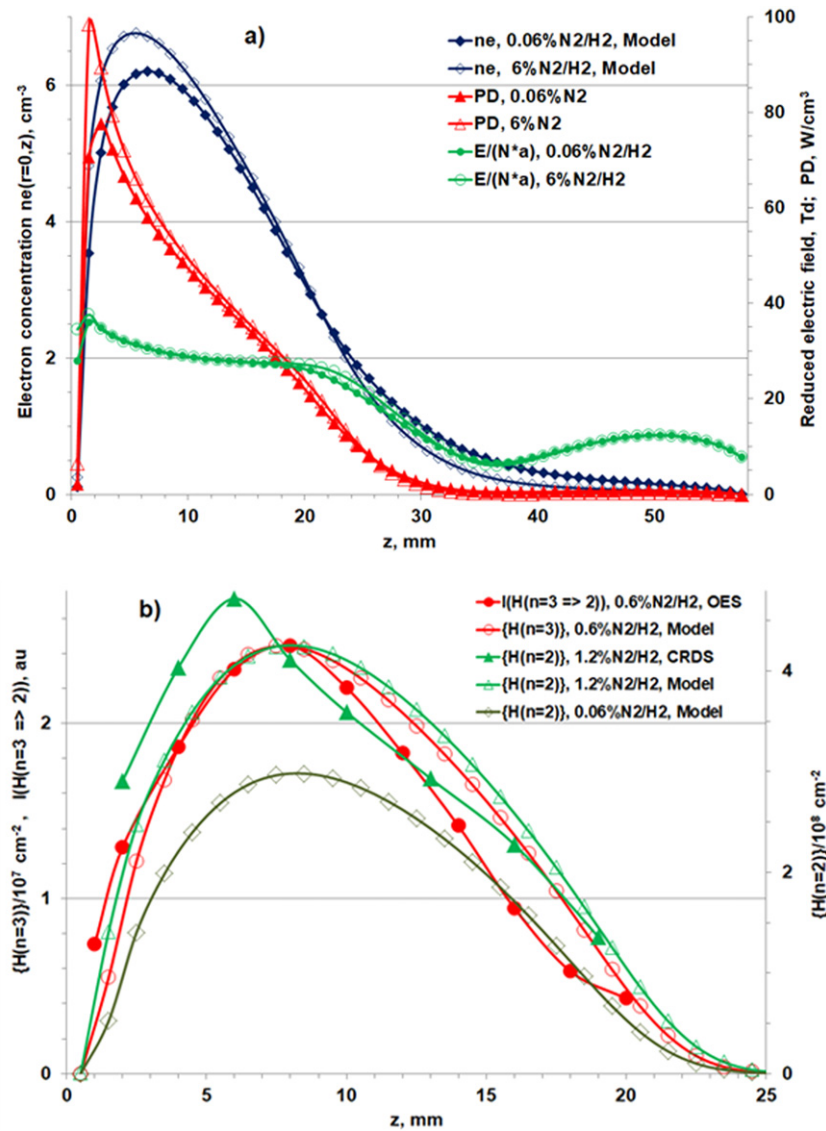 a)
ne, 0.06%N2/H2, Model
ne, 6%N2/H2, Model
PD, 0.06%N2
PD, 6%N2
E/(N*a), 0.06%N2/H2
E/(N*a), 6%N2/H2
Electron concentration ne(r=0,z), cm-3
6
4
2
0
100
80
60
40
20
0
Reduced electric field, Td; PD, W/cm3
0 10 20 30 40 50
z, mm
b)
I(H(n=3 => 2)), 0.6%N2/H2, OES
{H(n=3)}, 0.6%N2/H2, Model
{H(n=2)}, 1.2%N2/H2, CRDS
{H(n=2)}, 1.2%N2/H2, Model
{H(n=2)}, 0.06%N2/H2, Model
{H(n=3)}/10⁷ cm-2 , I(H(n=3 => 2)), au
2
1
0
4
2
0
{H(n=2)}/10⁸ cm-2
0 5 10 15 20 25
z, mm